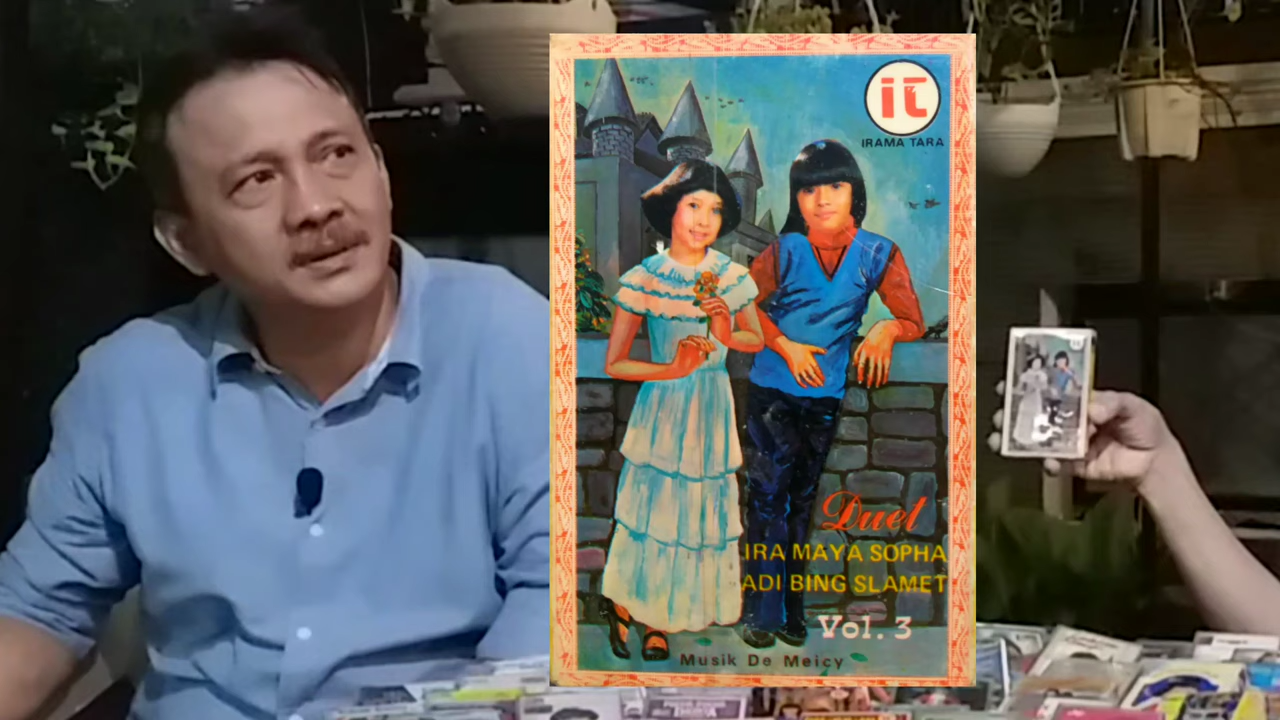 it
IRAMA TARA
Duet
IRA MAYA SOPHA
ADI BING SLAMET
Vol. 3
Musik De Meicy